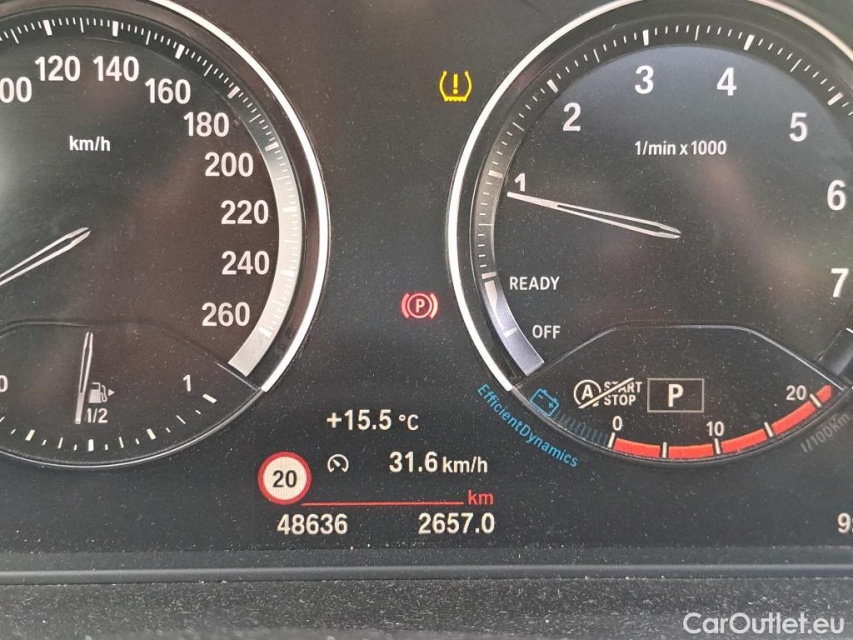 00 120 140 160 180 200 220 240 260
km/h
0 1/2 1
!
P
1 2 3 4 5 6 7
1/min x 1000
READY
OFF
A START
STOP
P
0 10 20
l/100Km
EfficientDynamics
+15.5 °C
20 31.6 km/h
km
48636 2657.0
9
CarOutlet.eu